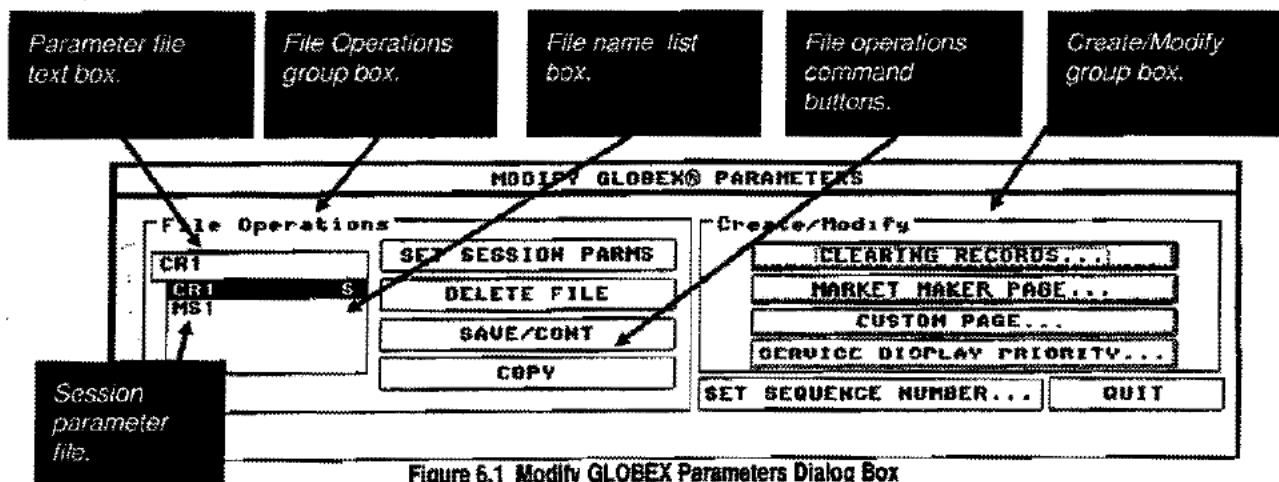 Parameter file
text box.
File Operations
group box.
File name list
box.
File operations
command
buttons.
Create/Modify
group box.
MODIFY GLOBEX® PARAMETERS
File Operations
CR1
CR1 S
MS1
SET SESSION PARMS
DELETE FILE
SAVE/CONT
COPY
Create/Modify
CLEARING RECORDS...
MARKET MAKER PAGE...
CUSTOM PAGE...
SERVICE DISPLAY PRIORITY...
SET SEQUENCE NUMBER...
QUIT
Session
parameter
file.
Figure 6.1 Modify GLOBEX Parameters Dialog Box